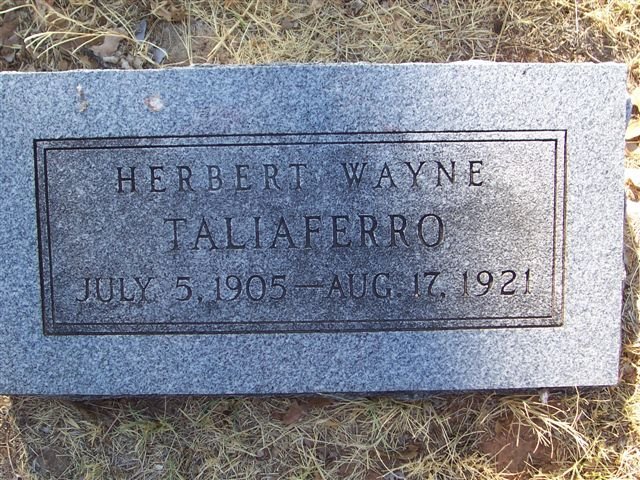 HERBERT WAYNE
TALIAFERRO
JULY 5, 1905—AUG. 17, 1921